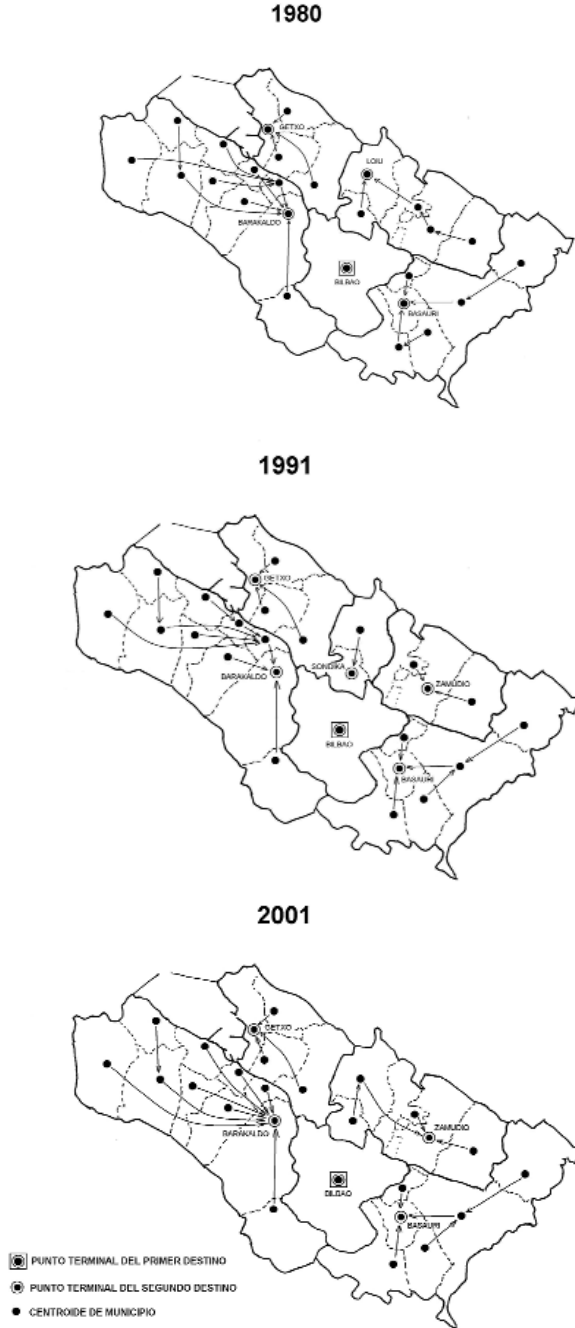 1980
GETXO
LOIU
BARAKALDO
BILBAO
BASAURI
1991
GETXO
BARAKALDO
SONDIKA
ZAMUDIO
BILBAO
BASAURI
2001
GETXO
BARAKALDO
ZAMUDIO
BILBAO
BASAURI
PUNTO TERMINAL DEL PRIMER DESTINO
PUNTO TERMINAL DEL SEGUNDO DESTINO
CENTROIDE DE MUNICIPIO